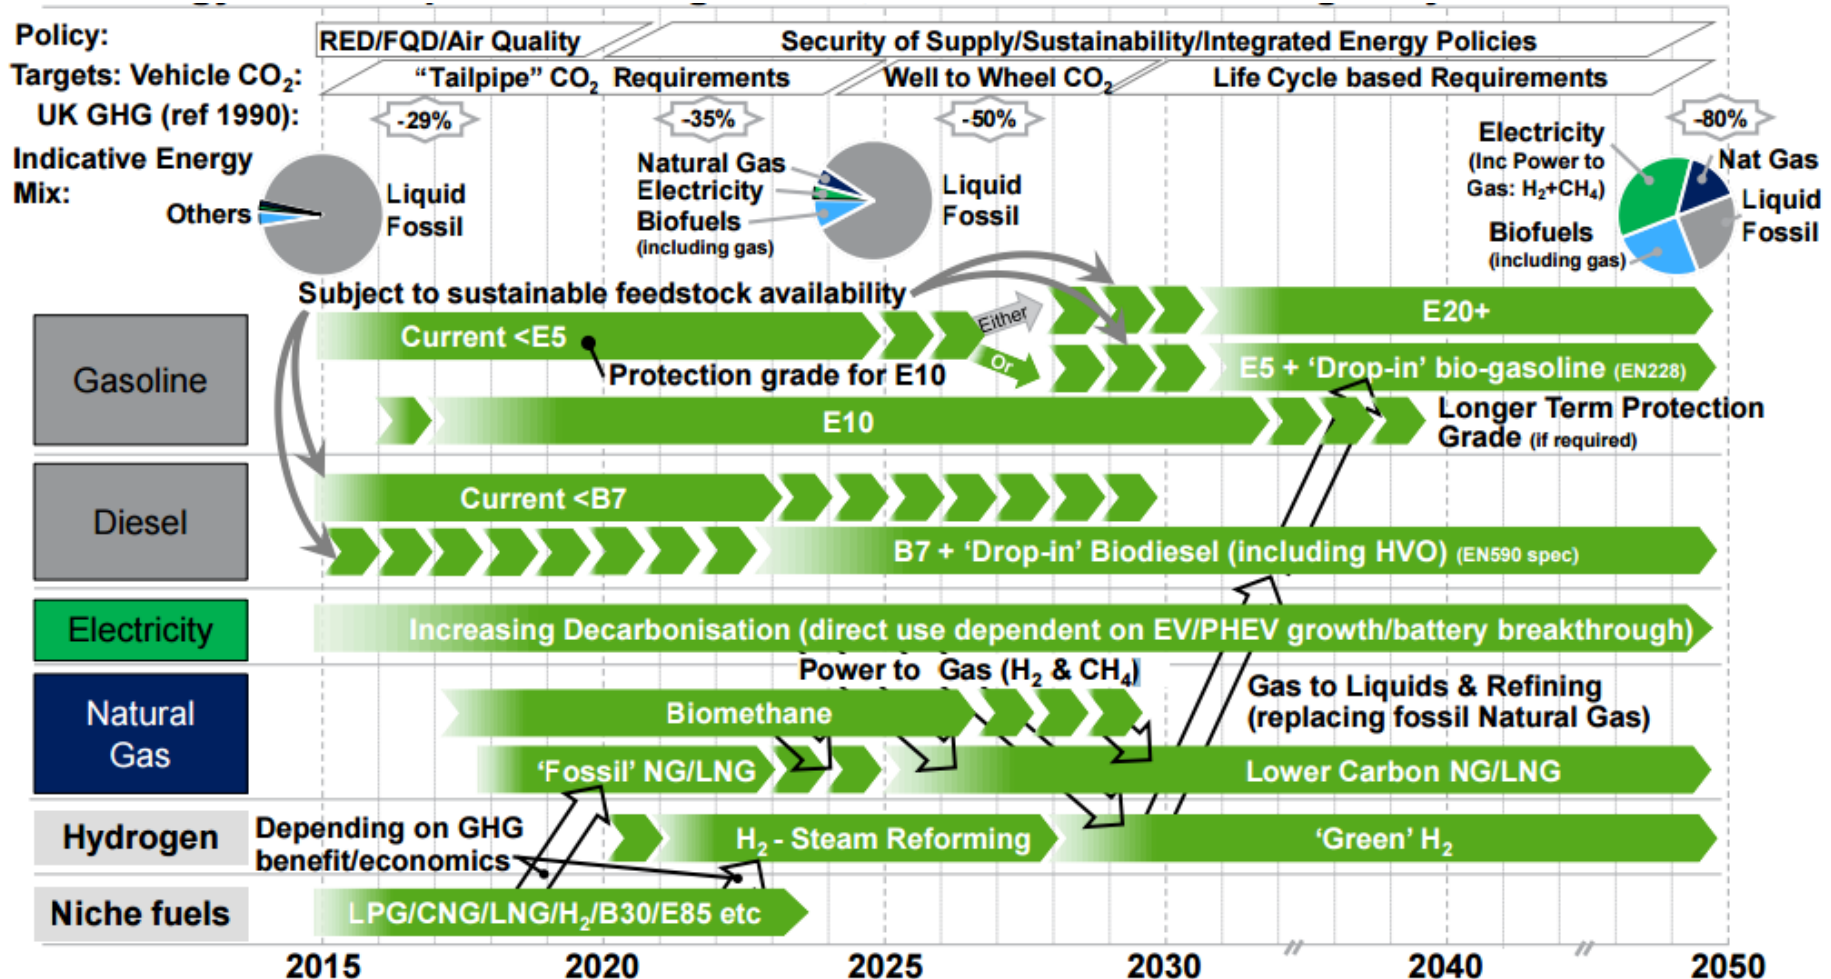 Policy:
RED/FQD/Air Quality
Security of Supply/Sustainability/Integrated Energy Policies
Targets: Vehicle CO₂:
“Tailpipe” CO₂ Requirements
Well to Wheel CO₂
Life Cycle based Requirements
UK GHG (ref 1990):
-29%
-35%
-50%
-80%
Indicative Energy
Mix:
Others
Liquid
Fossil
Natural Gas
Electricity
Biofuels
(including gas)
Liquid
Fossil
Electricity
(Inc Power to
Gas: H₂+CH₄)
Nat Gas
Liquid
Fossil
Biofuels
(including gas)
Subject to sustainable feedstock availability
Gasoline
Current <E5
Protection grade for E10
Either
Or
E20+
E5 + ‘Drop-in’ bio-gasoline (EN228)
E10
Longer Term Protection
Grade (if required)
Diesel
Current <B7
B7 + ‘Drop-in’ Biodiesel (including HVO) (EN590 spec)
Electricity
Increasing Decarbonisation (direct use dependent on EV/PHEV growth/battery breakthrough)
Power to Gas (H₂ & CH₄)
Natural
Gas
Biomethane
Gas to Liquids & Refining
(replacing fossil Natural Gas)
‘Fossil’ NG/LNG
Lower Carbon NG/LNG
Hydrogen
Depending on GHG
benefit/economics
H₂ - Steam Reforming
‘Green’ H₂
Niche fuels
LPG/CNG/LNG/H₂/B30/E85 etc
2015
2020
2025
2030
2040
2050